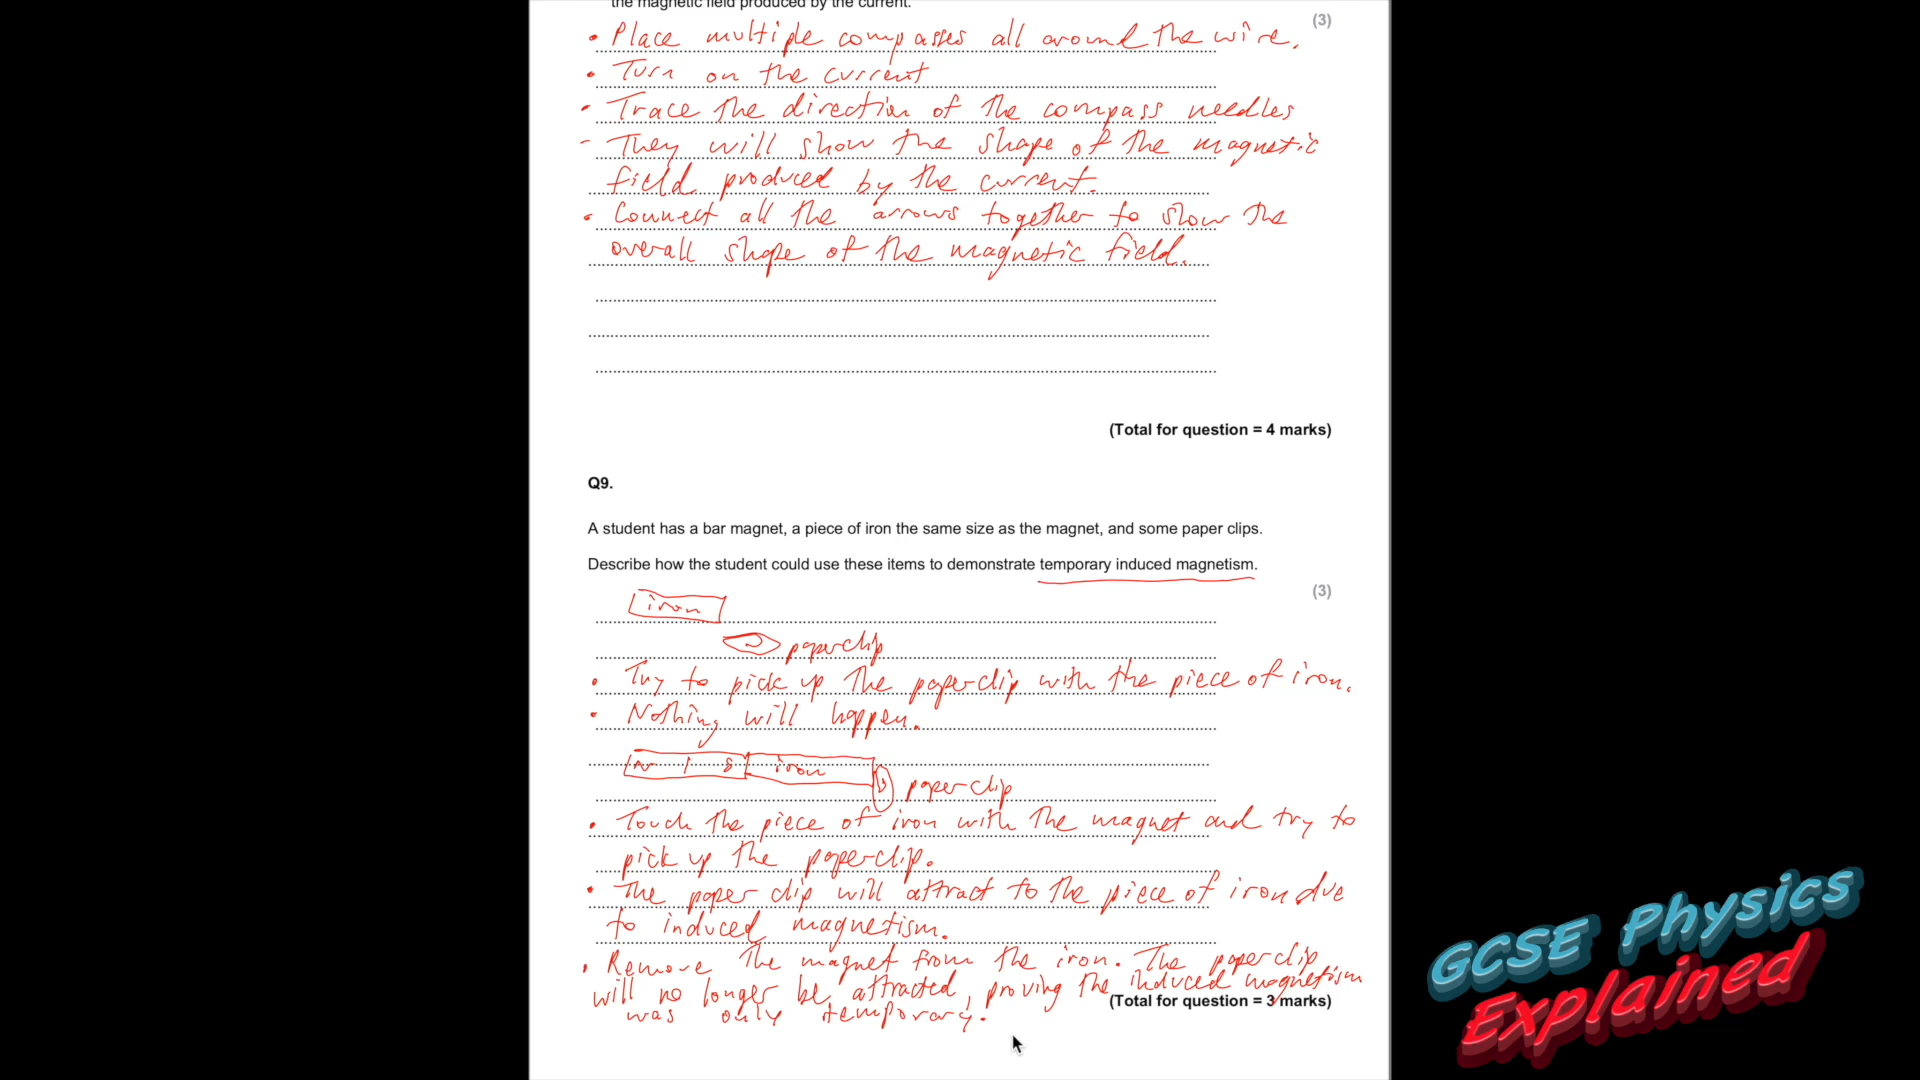 the magnetic field produced by the current.
(3)
• Place multiple compasses all around the wire.
• Turn on the current
• Trace the direction of the compass needles
- They will show the shape of the magnetic
field produced by the current.
• Connect all the arrows together to show the
overall shape of the magnetic field.
(Total for question = 4 marks)
Q9.
A student has a bar magnet, a piece of iron the same size as the magnet, and some paper clips.
Describe how the student could use these items to demonstrate temporary induced magnetism.
(3)
iron
paperclip
• Try to pick up the paperclip with the piece of iron.
• Nothing will happen.
N | S iron
paperclip
• Touch the piece of iron with the magnet and try to
pick up the paperclip.
• The paper clip will attract to the piece of iron due
to induced magnetism.
• Remove the magnet from the iron. The paperclip
will no longer be attracted, proving the induced magnetism
(Total for question = 3 marks)
was only temporary.
GCSE Physics
Explained